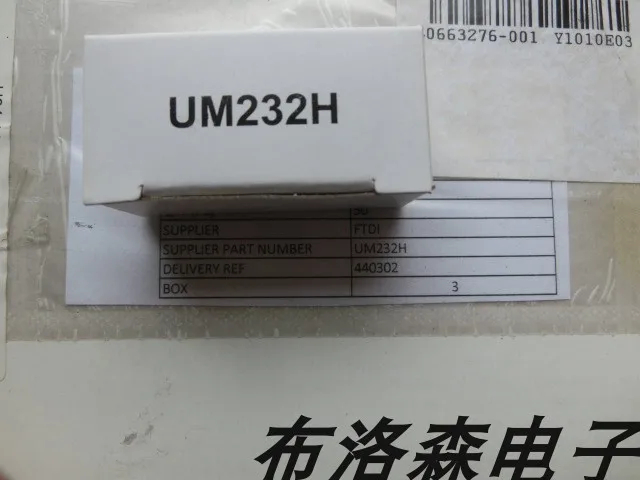 0663276-001 Y1010E03
UM232H
SUPPLIER FTDI
SUPPLIER PART NUMBER UM232H
DELIVERY REF 440302
BOX 3
布洛森电子